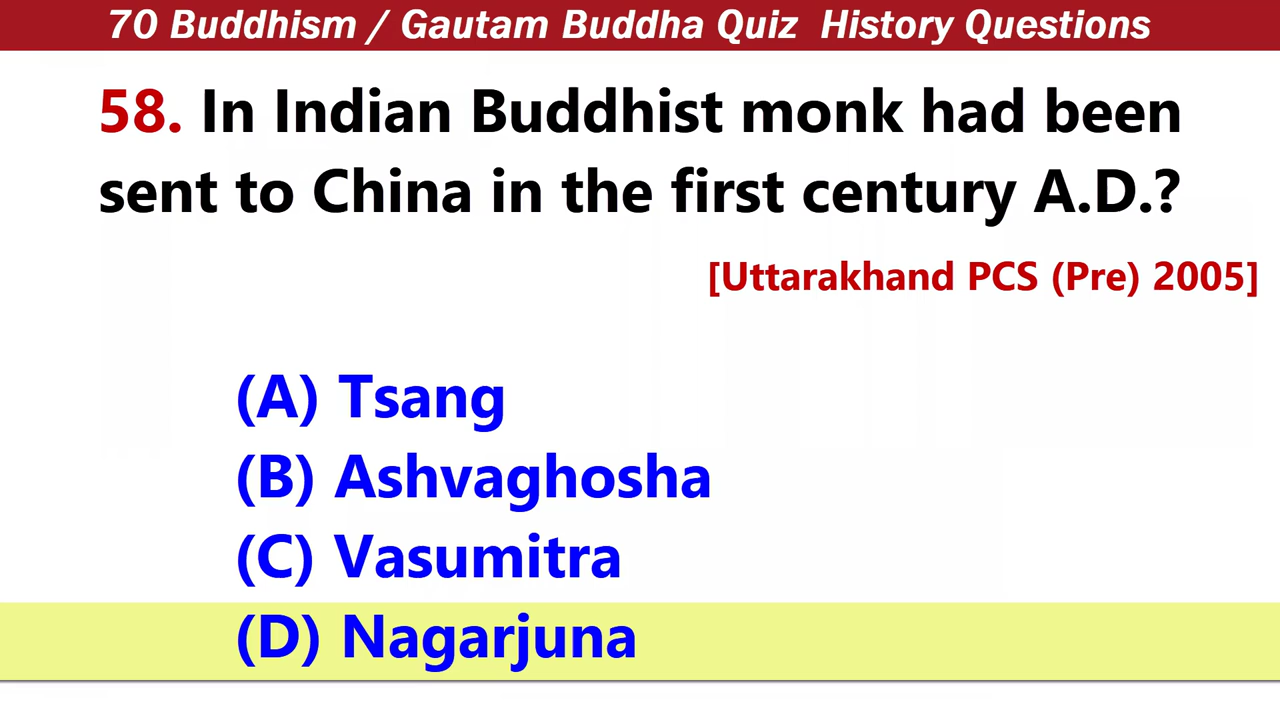 70 Buddhism / Gautam Buddha Quiz History Questions
58. In Indian Buddhist monk had been
sent to China in the first century A.D.?
[Uttarakhand PCS (Pre) 2005]
(A) Tsang
(B) Ashvaghosha
(C) Vasumitra
(D) Nagarjuna